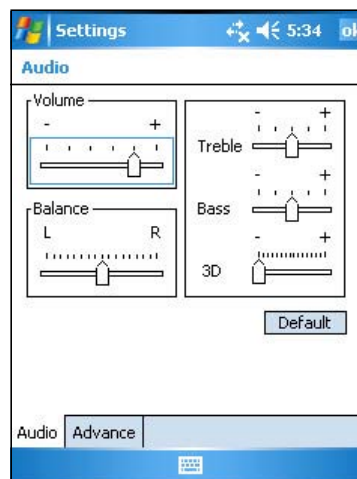 Settings 5:34 ok
Audio
Volume
- +
Balance
L R
- +
Treble
- +
Bass
- +
3D
Default
Audio Advance